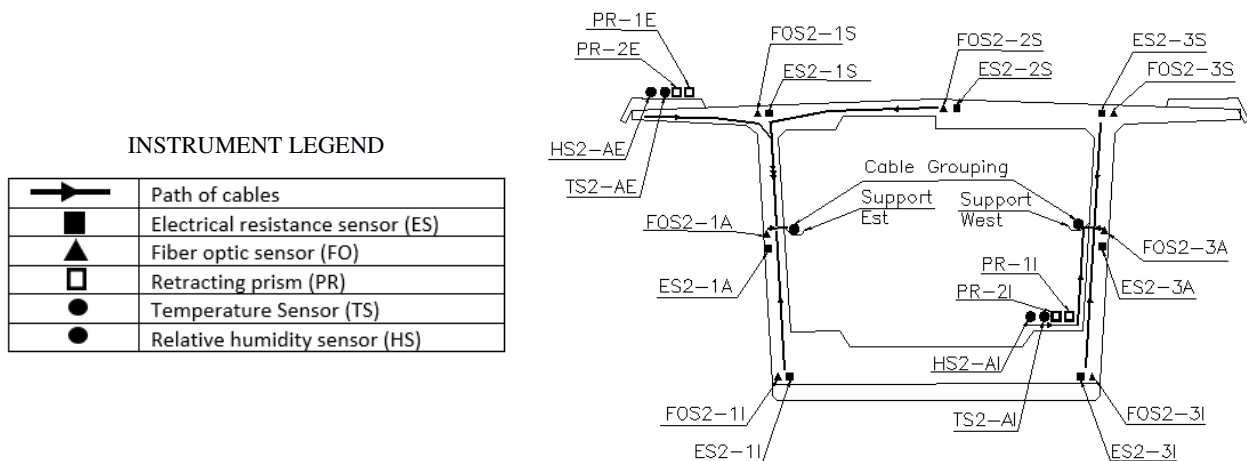 INSTRUMENT LEGEND
Path of cables
Electrical resistance sensor (ES)
Fiber optic sensor (FO)
Retracting prism (PR)
Temperature Sensor (TS)
Relative humidity sensor (HS)
PR-1E
PR-2E
FOS2-1S
ES2-1S
FOS2-2S
ES2-2S
ES2-3S
FOS2-3S
HS2-AE
TS2-AE
Cable Grouping
Support
Est
Support
West
FOS2-1A
ES2-1A
FOS2-3A
ES2-3A
PR-1I
PR-2I
HS2-AI
TS2-AI
FOS2-1I
ES2-1I
FOS2-3I
ES2-3I